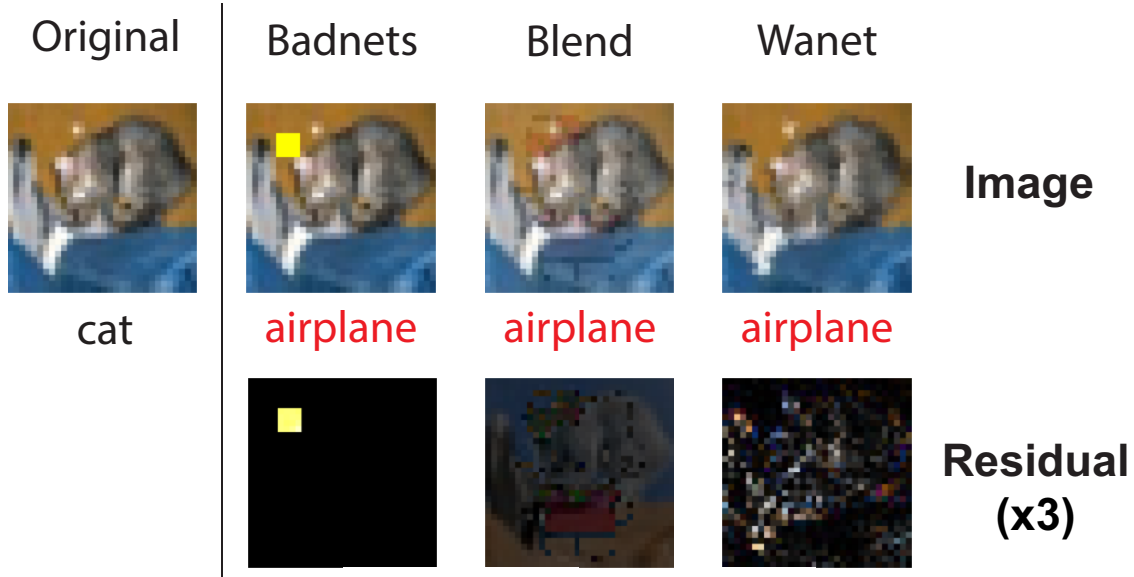 Original Badnets Blend Wanet
Image
cat airplane airplane airplane
Residual
(x3)